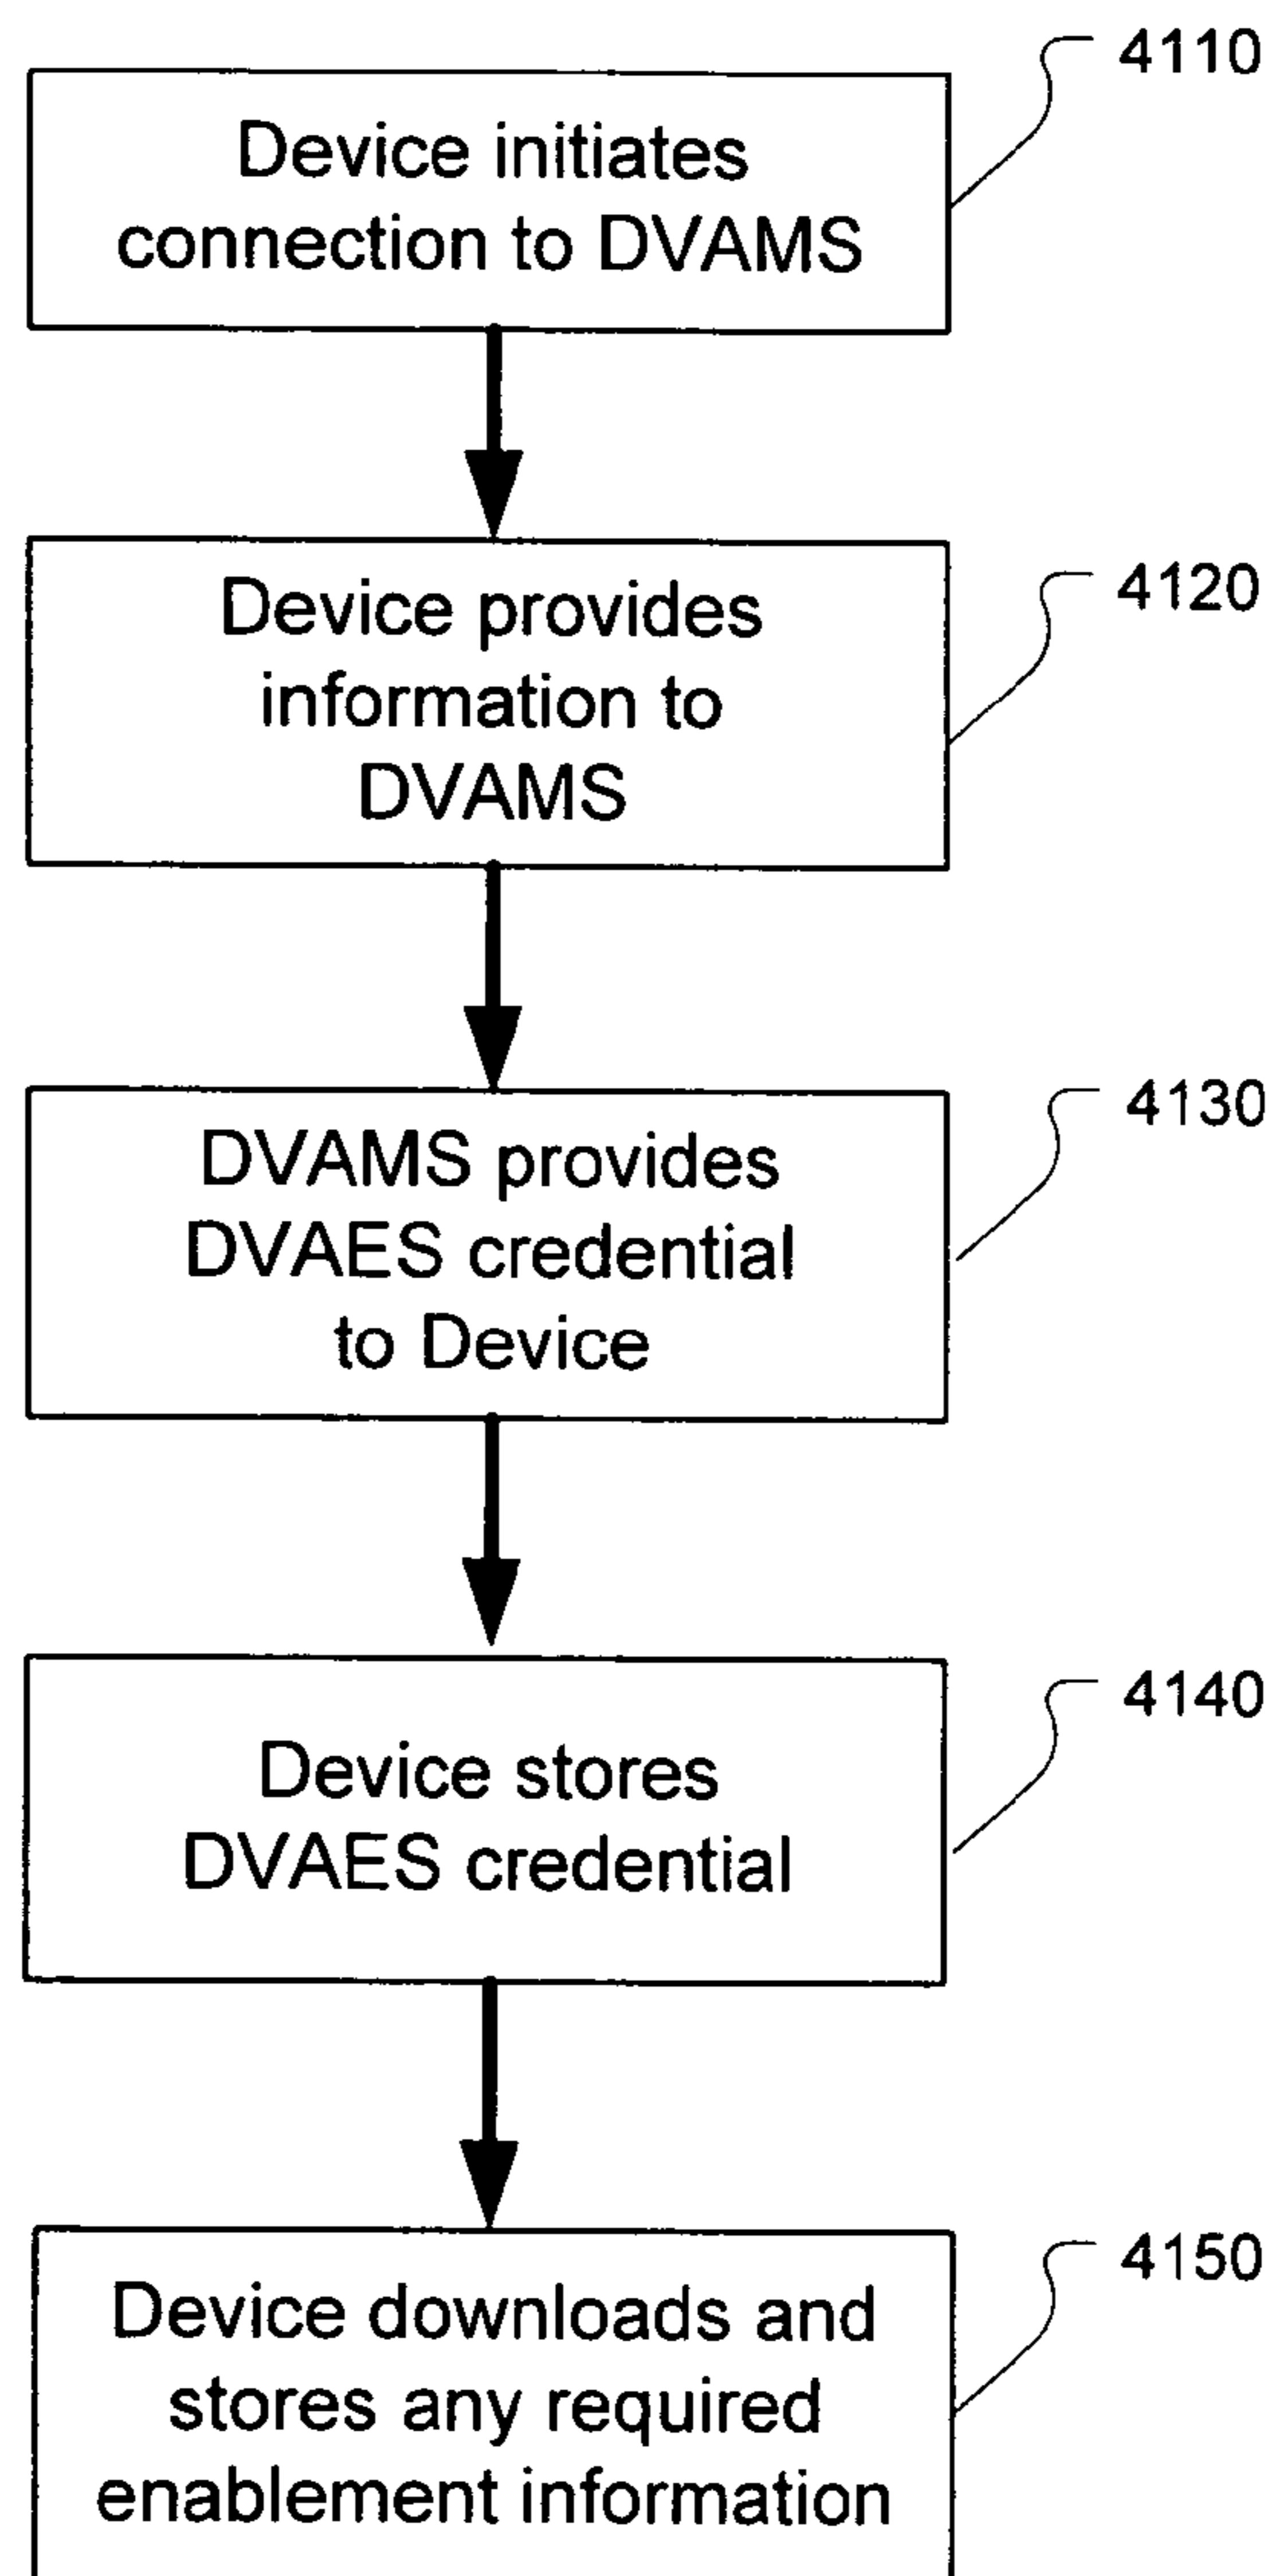 4110
Device initiates
connection to DVAMS
4120
Device provides
information to
DVAMS
4130
DVAMS provides
DVAES credential
to Device
4140
Device stores
DVAES credential
4150
Device downloads and
stores any required
enablement information